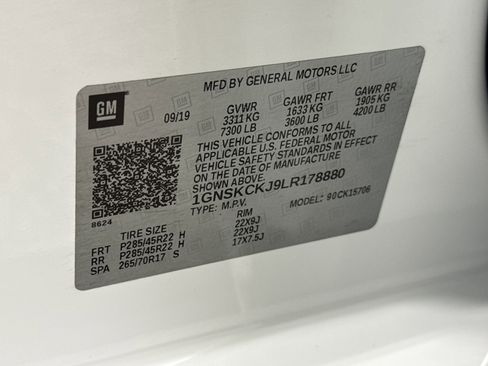 MFD BY GENERAL MOTORS LLC
GM
09/19
GVWR GAWR FRT GAWR RR
3311 KG 1633 KG 1905 KG
7300 LB 3600 LB 4200 LB
THIS VEHICLE CONFORMS TO ALL
APPLICABLE U.S. FEDERAL MOTOR
VEHICLE SAFETY STANDARDS IN EFFECT
ON THE DATE OF MANUFACTURE
1GNSKCKJ9LR178880
TYPE: M.P.V. MODEL: 90CK15706
8624
TIRE SIZE RIM
FRT P285/45R22 H 22X9J
RR P285/45R22 H 22X9J
SPA 265/70R17 S 17X7.5J